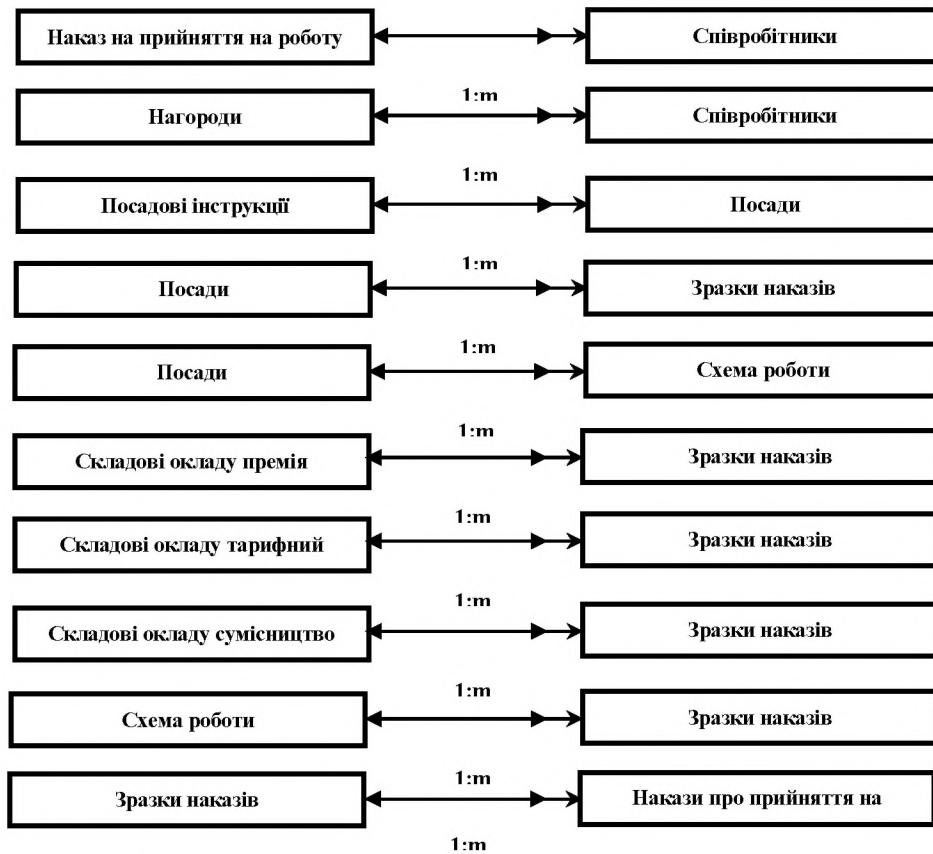 Наказ на прийняття на роботу
Співробітники
1:m
Нагороди
Співробітники
1:m
Посадові інструкції
Посади
1:m
Посади
Зразки наказів
1:m
Посади
Схема роботи
1:m
Складові окладу премія
Зразки наказів
1:m
Складові окладу тарифний
Зразки наказів
1:m
Складові окладу сумісництво
Зразки наказів
1:m
Схема роботи
Зразки наказів
1:m
Зразки наказів
Накази про прийняття на
1:m